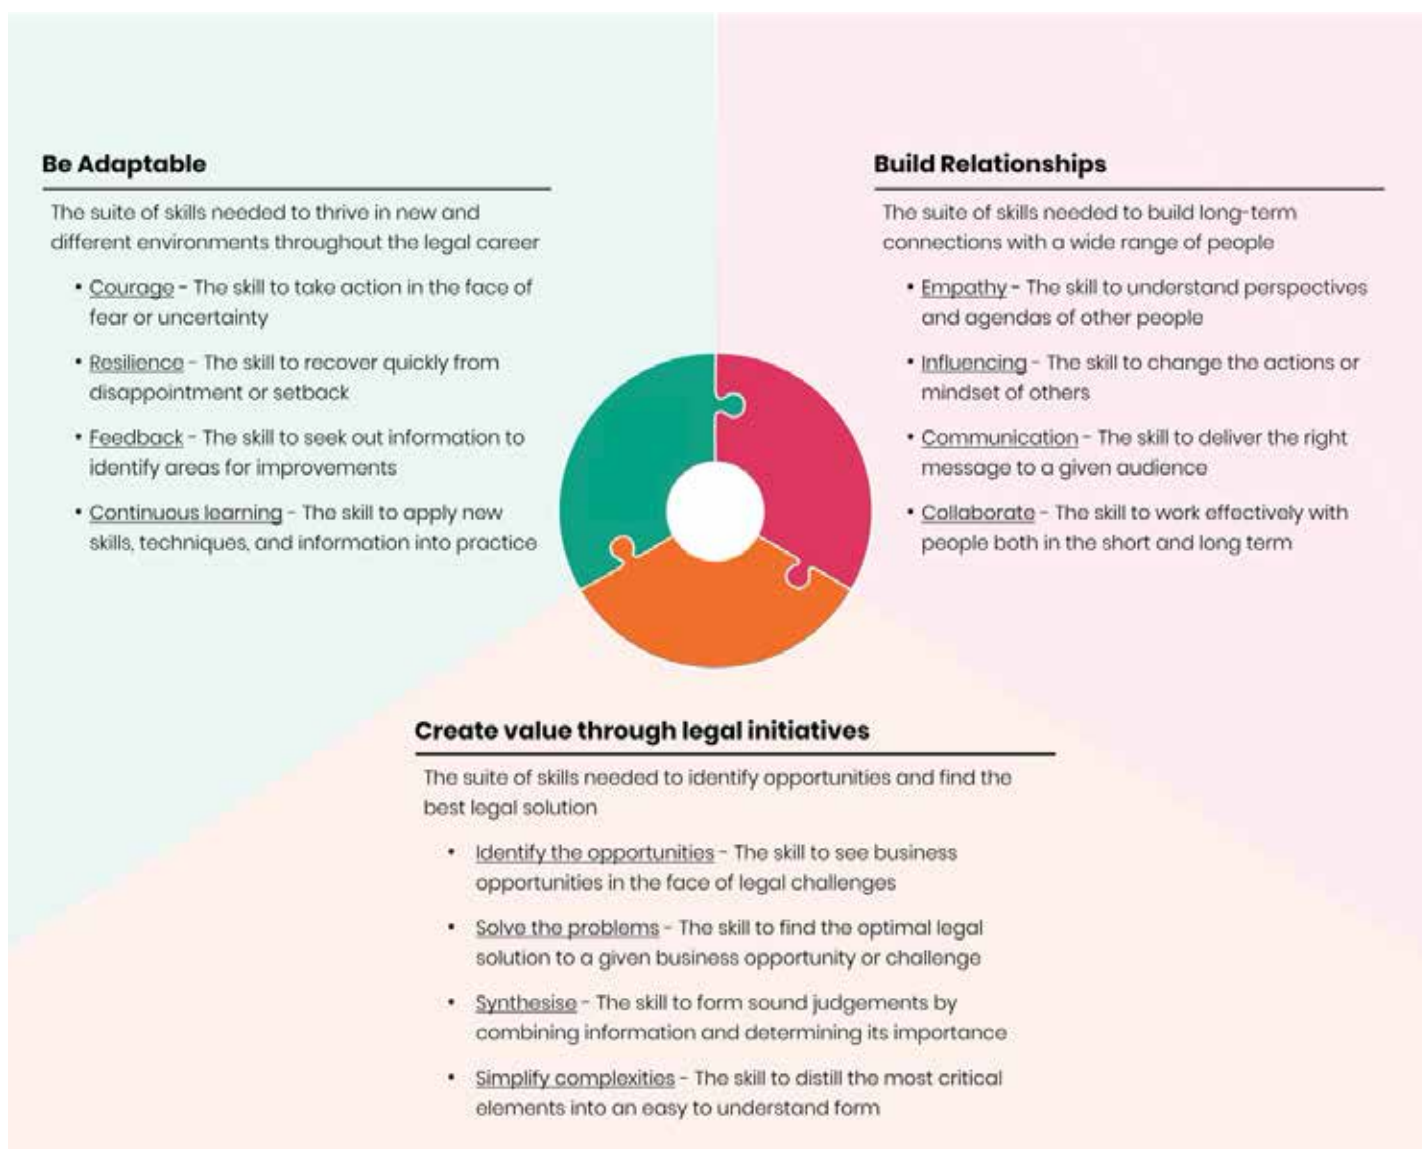 Be Adaptable
The suite of skills needed to thrive in new and
different environments throughout the legal career
• Courage - The skill to take action in the face of
fear or uncertainty
• Resilience - The skill to recover quickly from
disappointment or setback
• Feedback - The skill to seek out information to
identify areas for improvements
• Continuous learning - The skill to apply new
skills, techniques, and information into practice
Build Relationships
The suite of skills needed to build long-term
connections with a wide range of people
• Empathy - The skill to understand perspectives
and agendas of other people
• Influencing - The skill to change the actions or
mindset of others
• Communication - The skill to deliver the right
message to a given audience
• Collaborate - The skill to work effectively with
people both in the short and long term
Create value through legal initiatives
The suite of skills needed to identify opportunities and find the
best legal solution
• Identify the opportunities - The skill to see business
opportunities in the face of legal challenges
• Solve the problems - The skill to find the optimal legal
solution to a given business opportunity or challenge
• Synthesise - The skill to form sound judgements by
combining information and determining its importance
• Simplify complexities - The skill to distill the most critical
elements into an easy to understand form